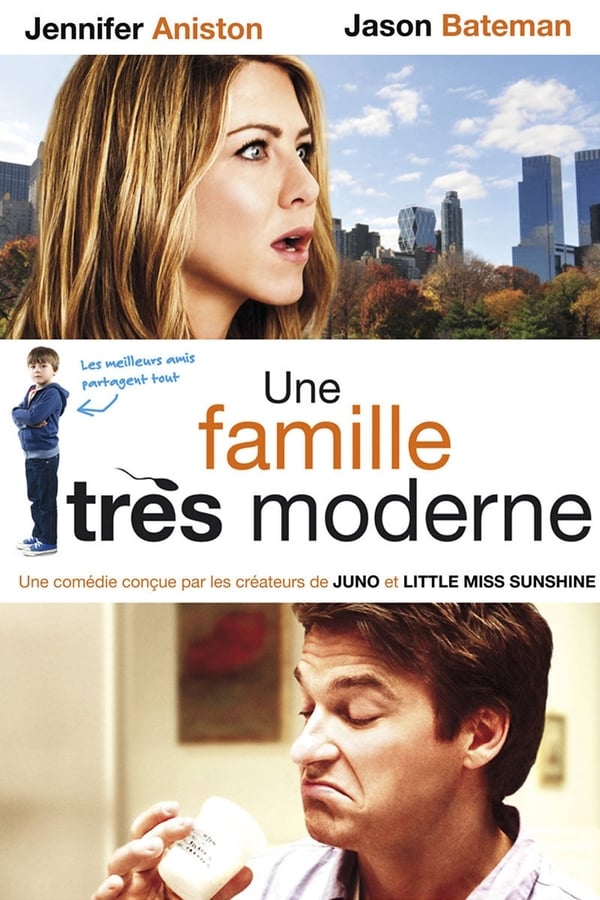 Jennifer Aniston
Jason Bateman
Les meilleurs amis
partagent tout
Une
famille
très moderne
Une comédie conçue par les créateurs de JUNO et LITTLE MISS SUNSHINE